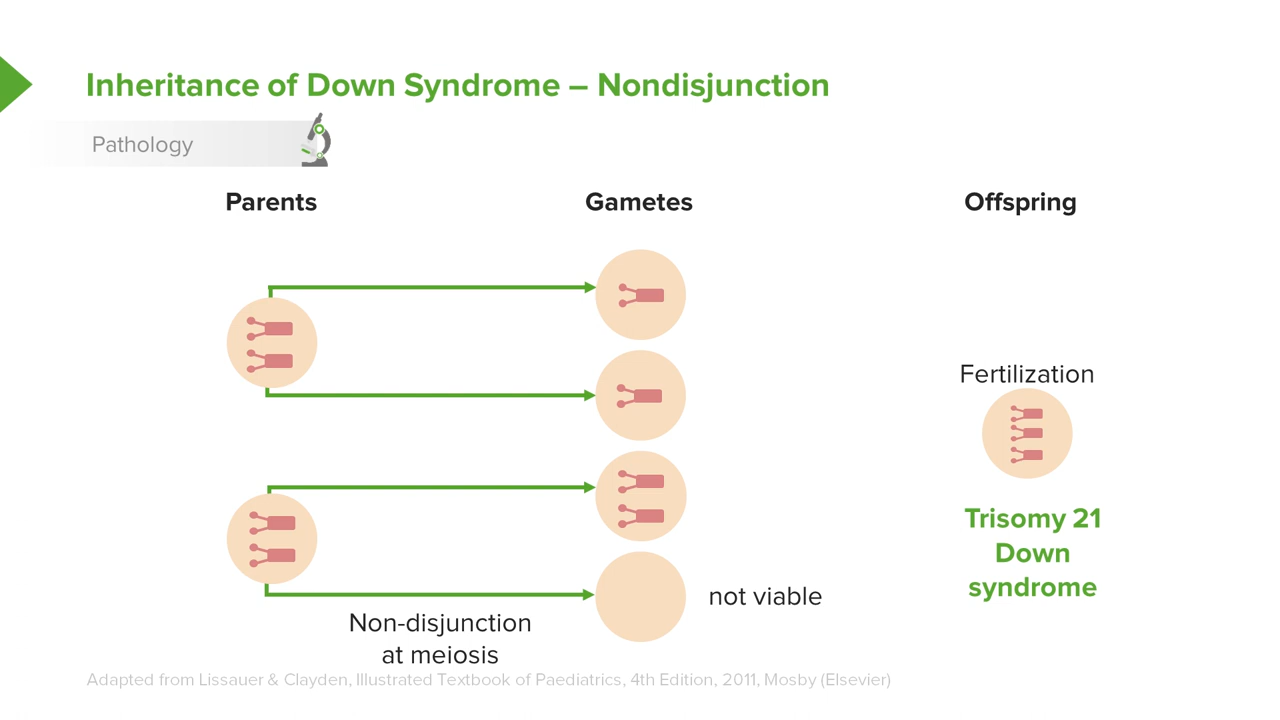 Inheritance of Down Syndrome – Nondisjunction
Pathology
Parents
Gametes
Offspring
Fertilization
Trisomy 21
Down
syndrome
not viable
Non-disjunction
at meiosis
Adapted from Lissauer & Clayden, Illustrated Textbook of Paediatrics, 4th Edition, 2011, Mosby (Elsevier)